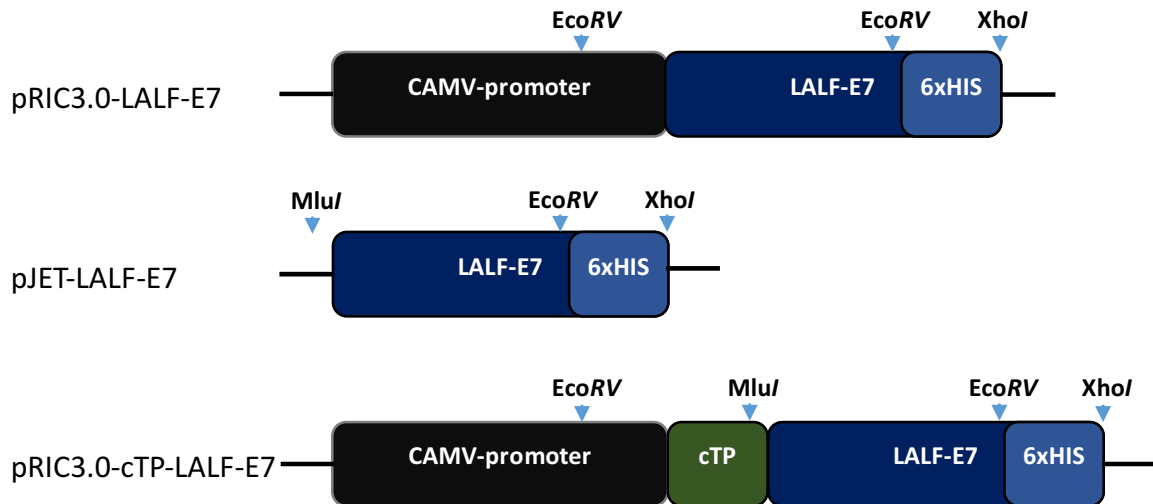 EcoRV EcoRV XhoI
pRIC3.0-LALF-E7 CAMV-promoter LALF-E7 6xHIS
MluI EcoRV XhoI
pJET-LALF-E7 LALF-E7 6xHIS
EcoRV MluI EcoRV XhoI
pRIC3.0-cTP-LALF-E7 CAMV-promoter cTP LALF-E7 6xHIS